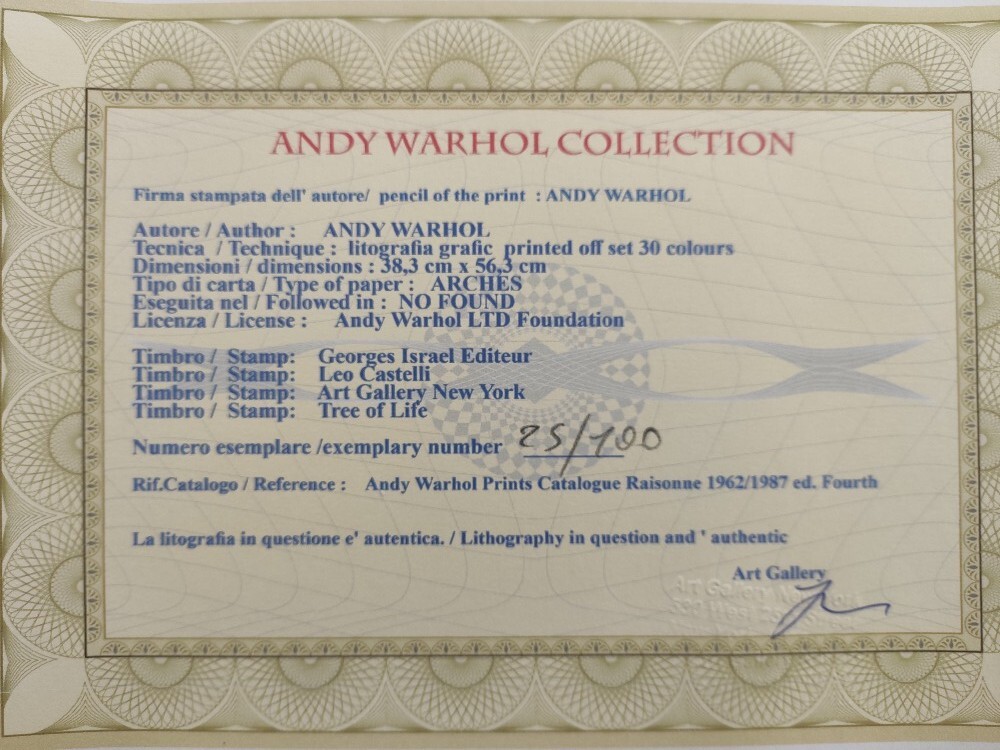 ANDY WARHOL COLLECTION
Firma stampata dell' autore/ pencil of the print : ANDY WARHOL
Autore / Author : ANDY WARHOL
Tecnica / Technique : litografia grafic printed off set 30 colours
Dimensioni / dimensions : 38,3 cm x 56,3 cm
Tipo di carta / Type of paper : ARCHES
Eseguita nel / Followed in : NO FOUND
Licenza / License : Andy Warhol LTD Foundation
Timbro / Stamp: Georges Israel Editeur
Timbro / Stamp: Leo Castelli
Timbro / Stamp: Art Gallery New York
Timbro / Stamp: Tree of Life
Numero esemplare /exemplary number 25/100
Rif.Catalogo / Reference : Andy Warhol Prints Catalogue Raisonne 1962/1987 ed. Fourth
La litografia in questione e' autentica. / Lithography in question and ' authentic
Art Gallery
Art Gallery
West